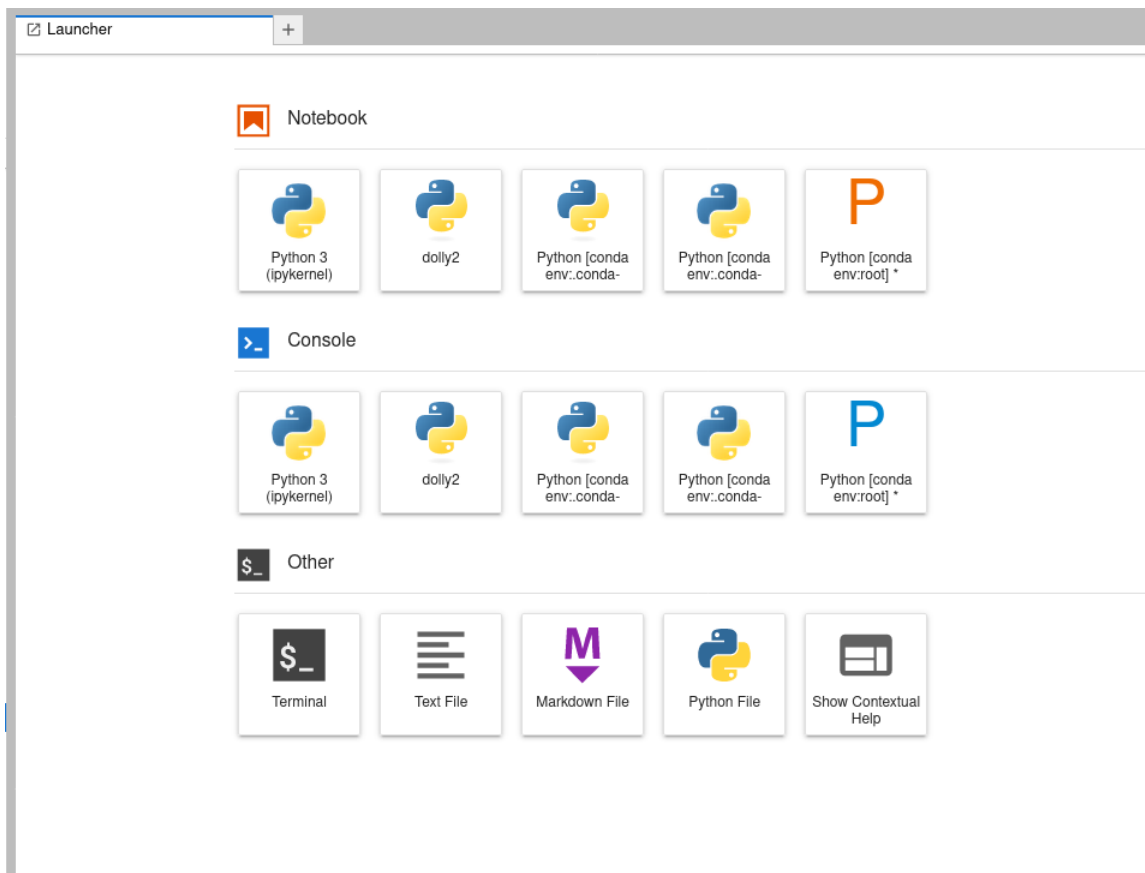 Launcher
Notebook
Python 3
(ipykernel)
dolly2
Python [conda
env:.conda-
Python [conda
env:.conda-
P
Python [conda
env:root] *
Console
Python 3
(ipykernel)
dolly2
Python [conda
env:.conda-
Python [conda
env:.conda-
P
Python [conda
env:root] *
$_
Other
$_
Terminal
Text File
M
Markdown File
Python File
Show Contextual
Help